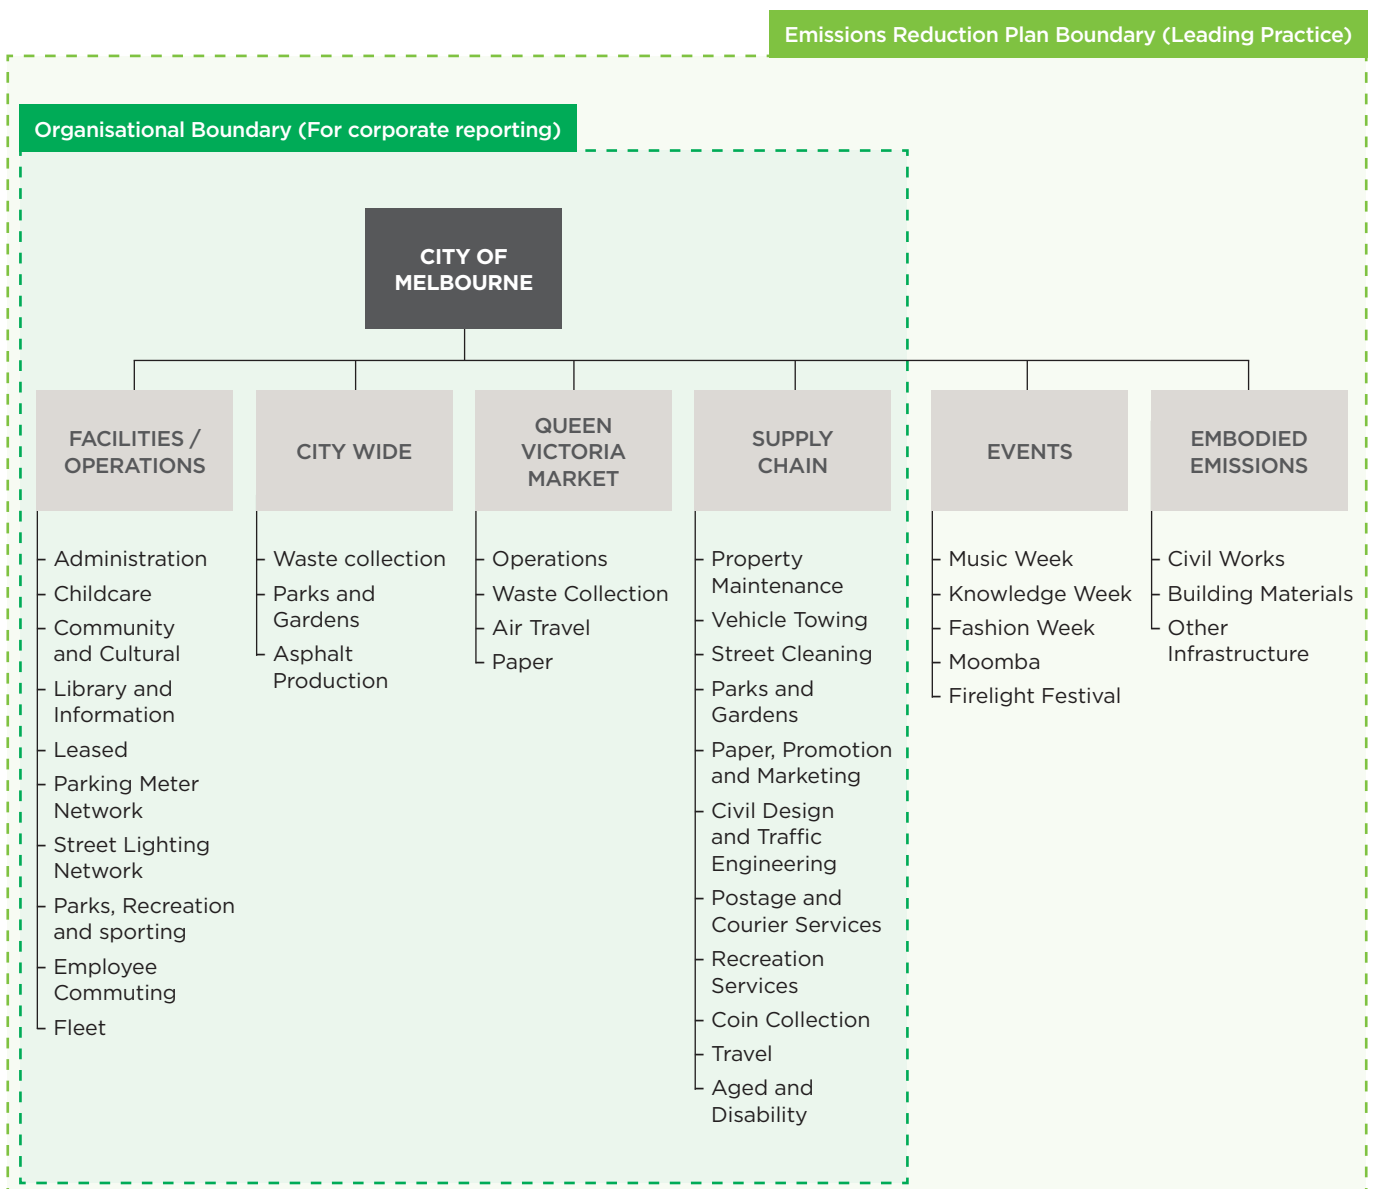 Emissions Reduction Plan Boundary (Leading Practice)
Organisational Boundary (For corporate reporting)
CITY OF
MELBOURNE
FACILITIES /
OPERATIONS
Administration
Childcare
Community
and Cultural
Library and
Information
Leased
Parking Meter
Network
Street Lighting
Network
Parks, Recreation
and sporting
Employee
Commuting
Fleet
CITY WIDE
Waste collection
Parks and
Gardens
Asphalt
Production
QUEEN
VICTORIA
MARKET
Operations
Waste Collection
Air Travel
Paper
SUPPLY
CHAIN
Property
Maintenance
Vehicle Towing
Street Cleaning
Parks and
Gardens
Paper, Promotion
and Marketing
Civil Design
and Traffic
Engineering
Postage and
Courier Services
Recreation
Services
Coin Collection
Travel
Aged and
Disability
EVENTS
Music Week
Knowledge Week
Fashion Week
Moomba
Firelight Festival
EMBODIED
EMISSIONS
Civil Works
Building Materials
Other
Infrastructure